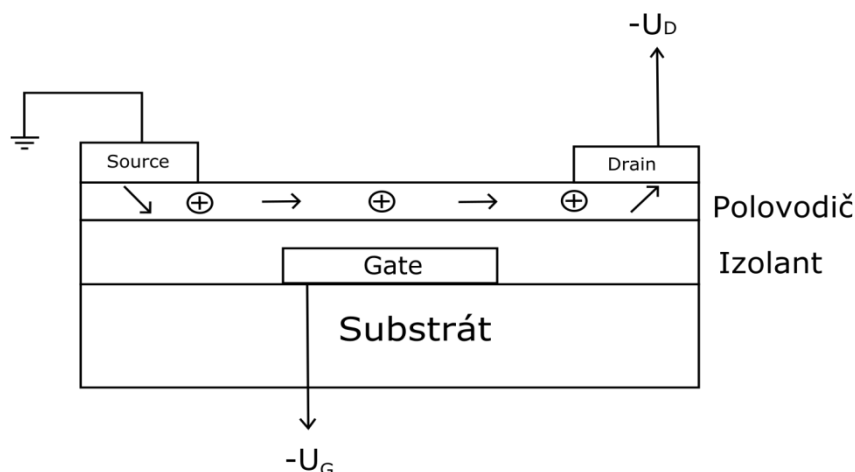 -U_D
Source
Drain
Polovodič
Izolant
Gate
Substrát
-U_G